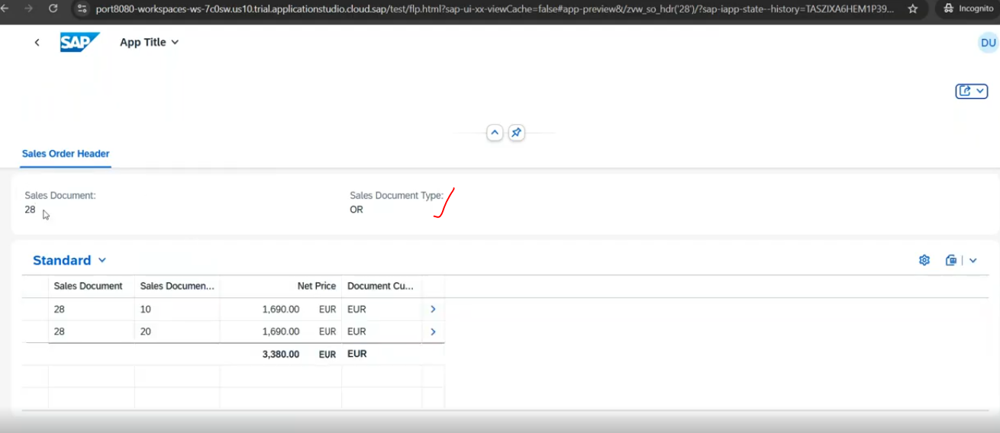 port8080-workspaces-ws-7c0sw.us10.trial.applicationstudio.cloud.sap/test/flp.html?sap-ui-xx-viewCache=false#app-preview&/zvw_so_hdr('28')/?sap-iapp-state--history=TASZIXA6HEM1P39... Incognito
SAP App Title DU
Sales Order Header
Sales Document: Sales Document Type:
28 OR
Standard
Sales Document Sales Documen... Net Price Document Cu...
28 10 1,690.00 EUR EUR
28 20 1,690.00 EUR EUR
3,380.00 EUR EUR